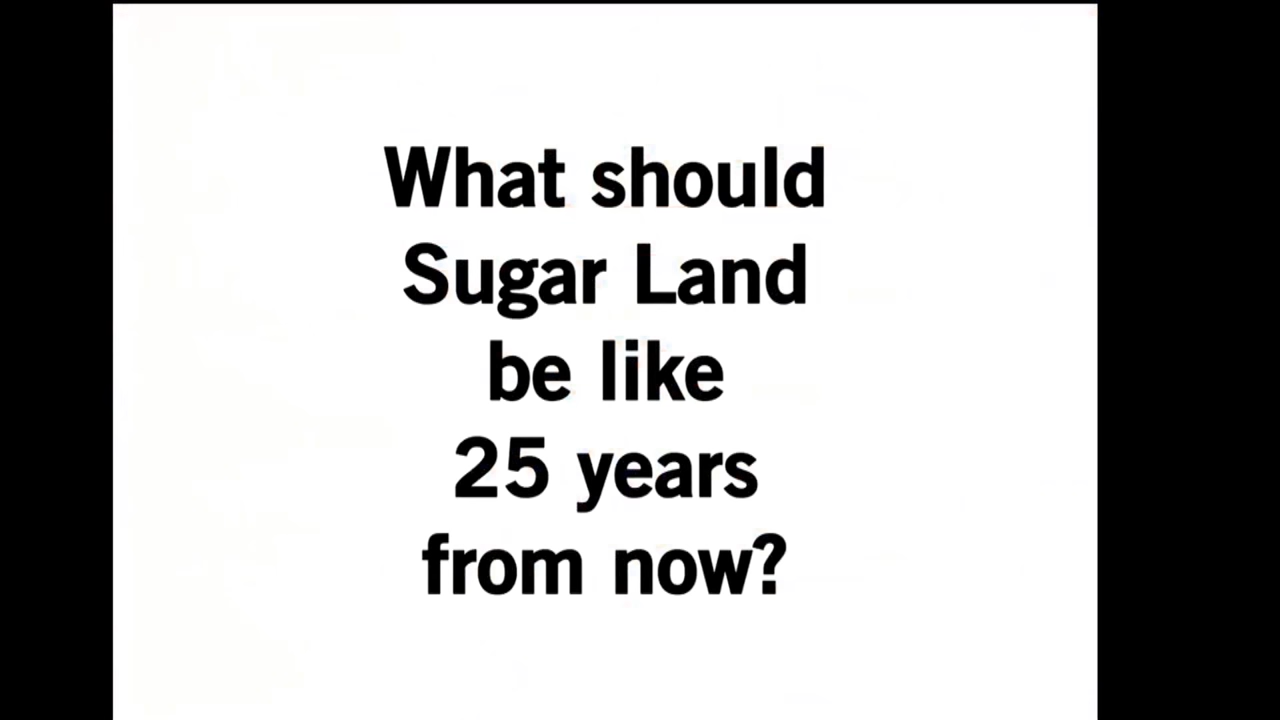 What should
Sugar Land
be like
25 years
from now?